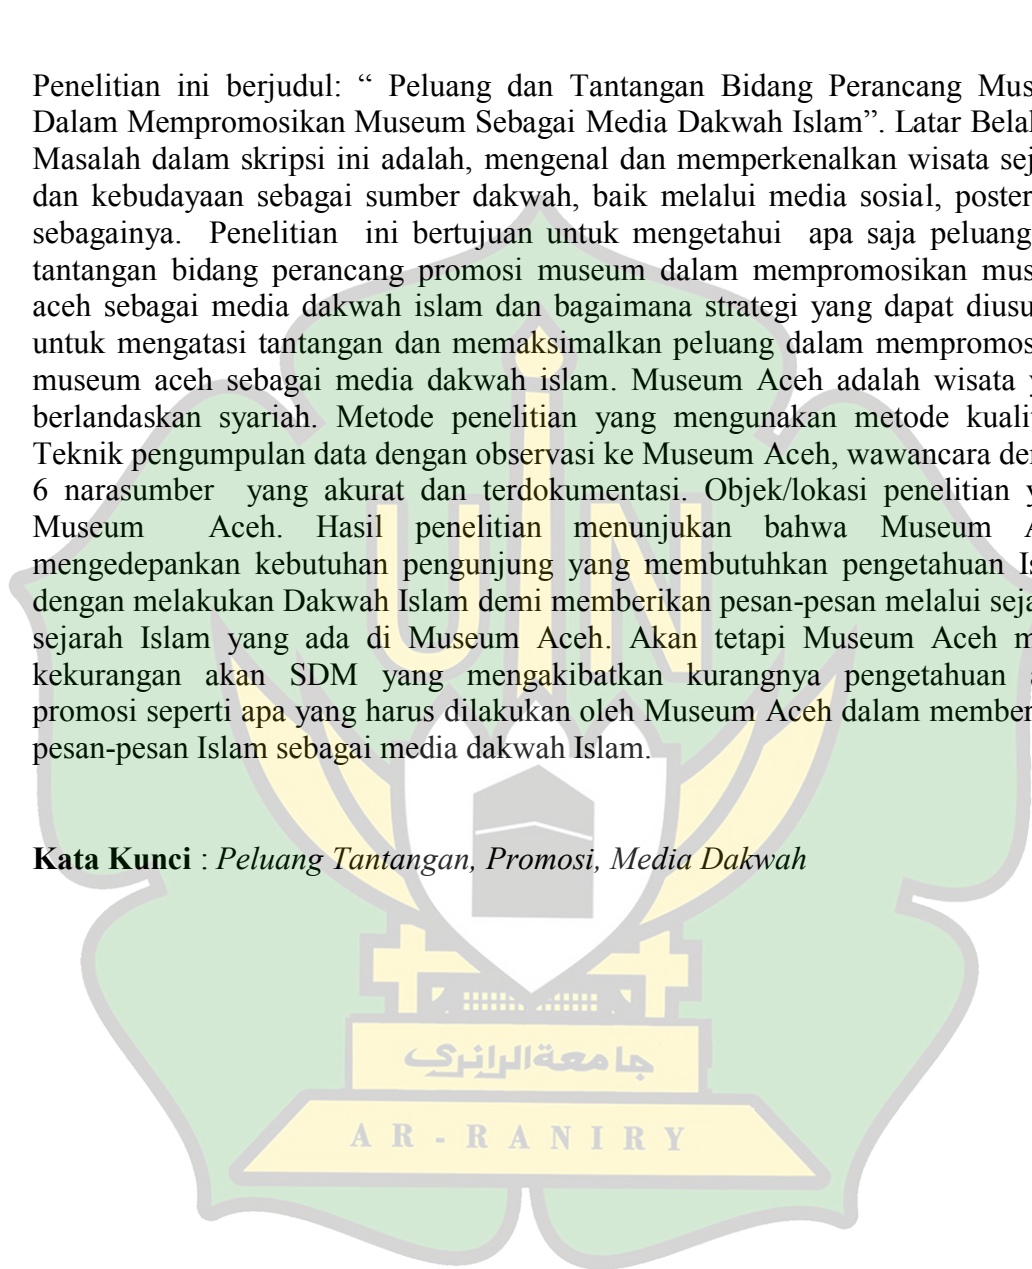 Penelitian ini berjudul: “ Peluang dan Tantangan Bidang Perancang Mus
Dalam Mempromosikan Museum Sebagai Media Dakwah Islam”. Latar Belal
Masalah dalam skripsi ini adalah, mengenal dan memperkenalkan wisata sej
dan kebudayaan sebagai sumber dakwah, baik melalui media sosial, poster
sebagainya. Penelitian ini bertujuan untuk mengetahui apa saja peluang
tantangan bidang perancang promosi museum dalam mempromosikan mus
aceh sebagai media dakwah islam dan bagaimana strategi yang dapat diusu
untuk mengatasi tantangan dan memaksimalkan peluang dalam mempromos
museum aceh sebagai media dakwah islam. Museum Aceh adalah wisata y
berlandaskan syariah. Metode penelitian yang mengunakan metode kualit
Teknik pengumpulan data dengan observasi ke Museum Aceh, wawancara der
6 narasumber yang akurat dan terdokumentasi. Objek/lokasi penelitian y
Museum Aceh. Hasil penelitian menunjukan bahwa Museum A
mengedepankan kebutuhan pengunjung yang membutuhkan pengetahuan Is
dengan melakukan Dakwah Islam demi memberikan pesan-pesan melalui seja
sejarah Islam yang ada di Museum Aceh. Akan tetapi Museum Aceh m
kekurangan akan SDM yang mengakibatkan kurangnya pengetahuan a
promosi seperti apa yang harus dilakukan oleh Museum Aceh dalam member
pesan-pesan Islam sebagai media dakwah Islam.
Kata Kunci : Peluang Tantangan, Promosi, Media Dakwah
UIN
جامعةالرانري
AR-RANIRY